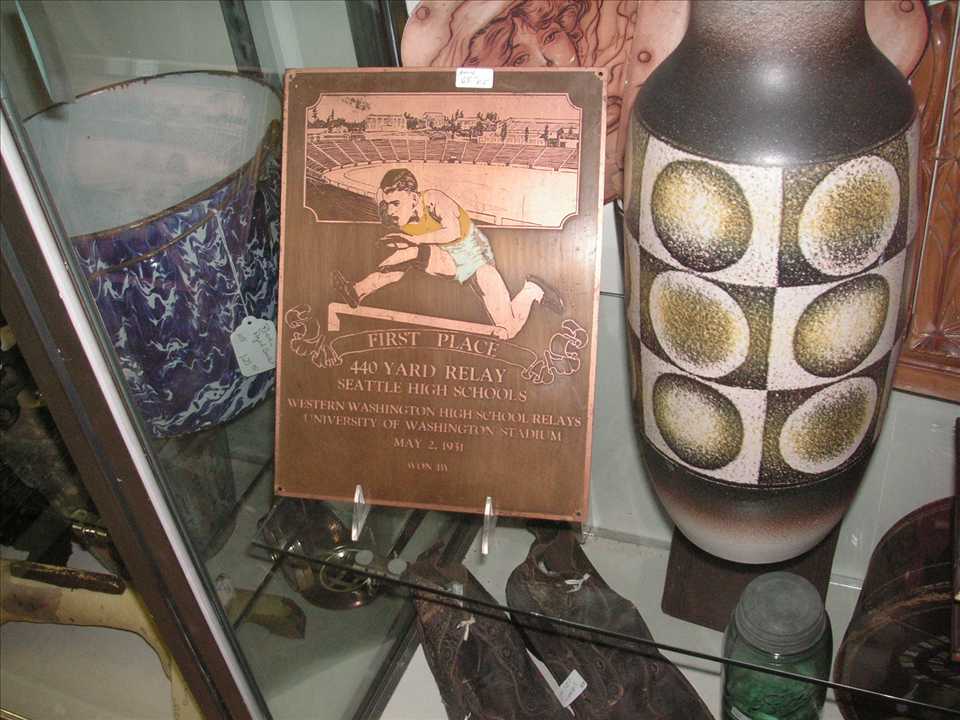 FIRST PLACE
440 YARD RELAY
SEATTLE HIGH SCHOOLS
WESTERN WASHINGTON HIGH SCHOOL RELAYS
UNIVERSITY OF WASHINGTON STADIUM
MAY 2, 1931
WON BY